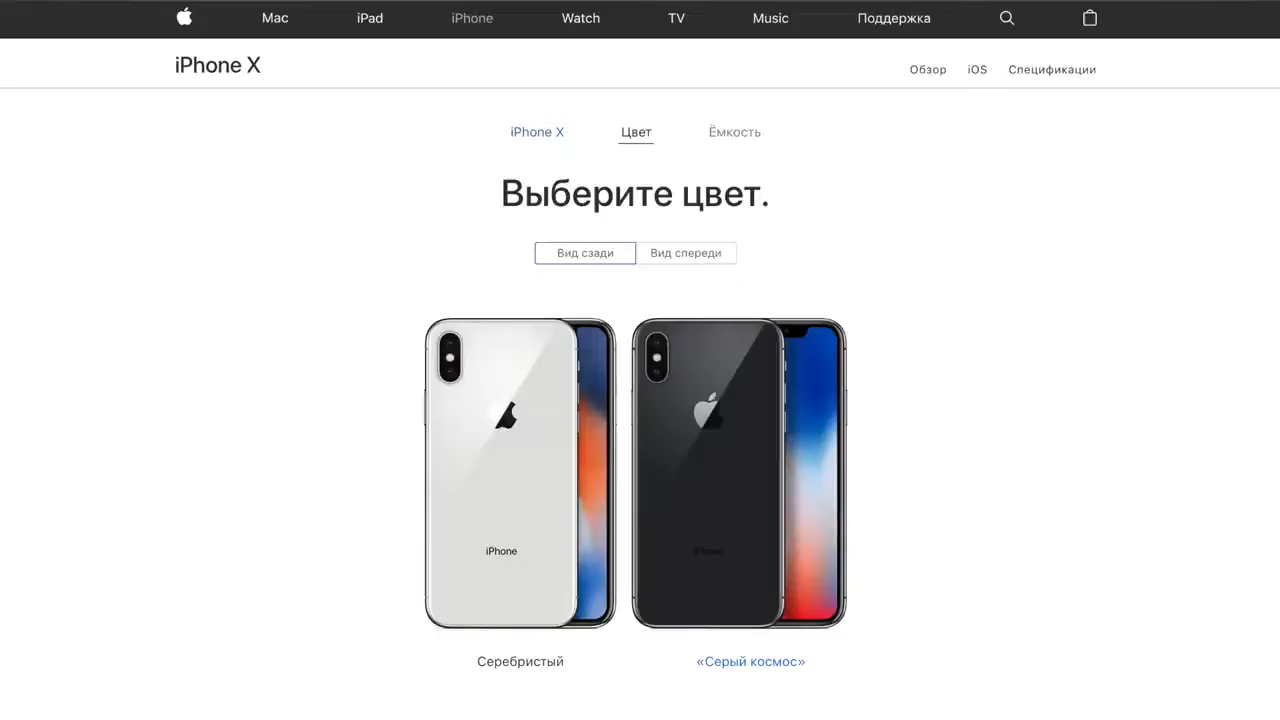 Mac iPad iPhone Watch TV Music Поддержка
iPhone X
Обзор iOS Спецификации
iPhone X Цвет Ёмкость
Выберите цвет.
Вид сзади Вид спереди
iPhone iPhone
Серебристый «Серый космос»